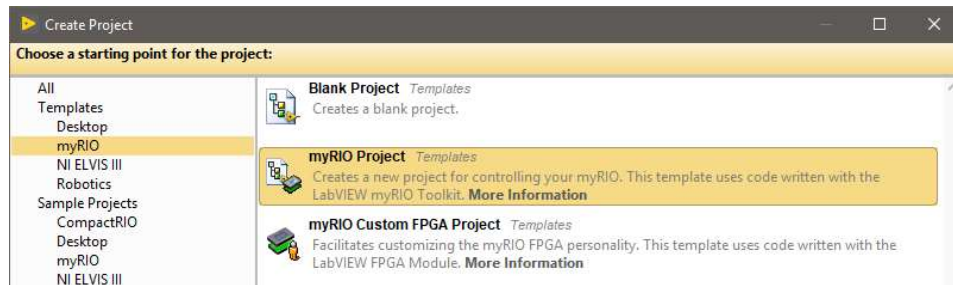 Create Project
Choose a starting point for the project:
All
Templates
Desktop
myRIO
NI ELVIS III
Robotics
Sample Projects
CompactRIO
Desktop
myRIO
NI ELVIS III
Blank Project Templates
Creates a blank project.
myRIO Project Templates
Creates a new project for controlling your myRIO. This template uses code written with the
LabVIEW myRIO Toolkit. More Information
myRIO Custom FPGA Project Templates
Facilitates customizing the myRIO FPGA personality. This template uses code written with the
LabVIEW FPGA Module. More Information